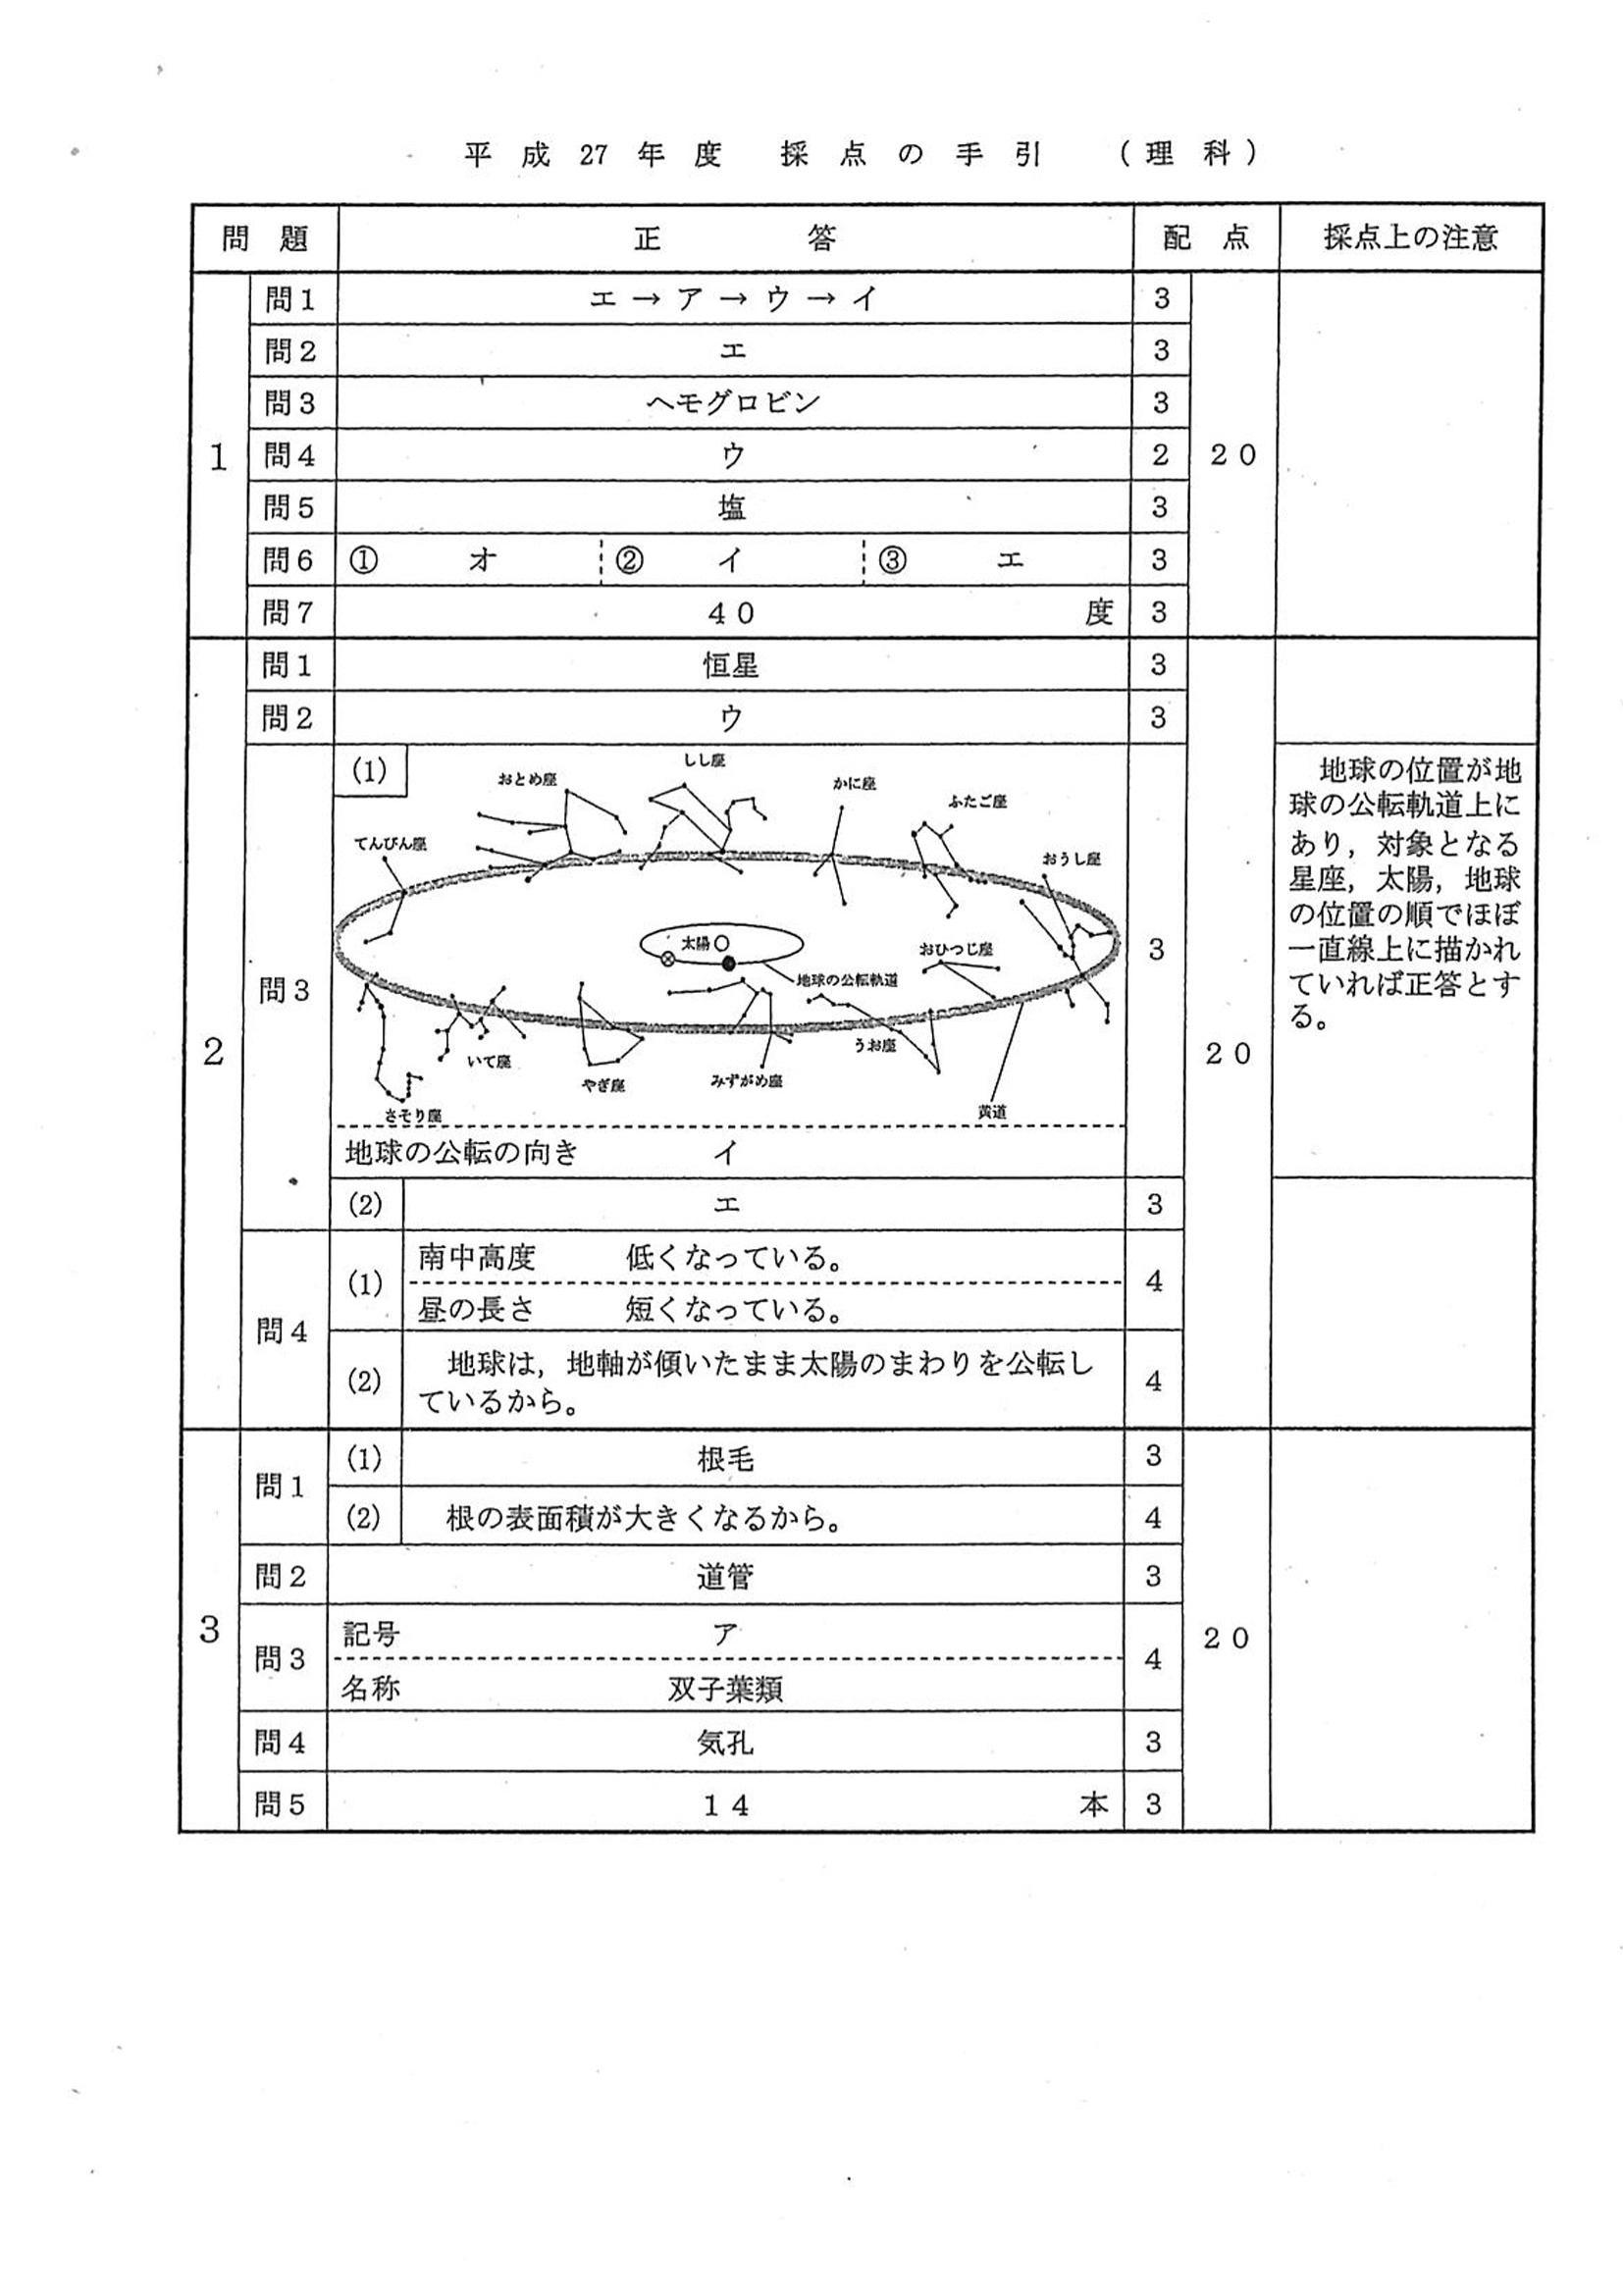 平成27年度 採点の手引 (理科)
問題 正答 配点 採点上の注意
1
問1 エ→ア→ウ→イ 3
問2 エ 3
問3 ヘモグロビン 3
問4 ウ 2 20
問5 塩 3
問6 ① オ ② イ ③ エ 3
問7 40 度 3
2
問1 恒星 3
問2 ウ 3
問3
(1)
しし座
おとめ座
かに座
ふたご座
てんびん座
おうし座
太陽
おひつじ座
地球の公転軌道
うお座
いて座
やぎ座
みずがめ座
さそり座
黄道
3
地球の公転の向き イ
地球の位置が地
球の公転軌道上に
あり，対象となる
星座，太陽，地球
の位置の順でほぼ
一直線上に描かれ
ていれば正答とす
る。
20
(2) エ 3
問4
(1)
南中高度 低くなっている。
昼の長さ 短くなっている。
4
(2)
地球は，地軸が傾いたまま太陽のまわりを公転し
ているから。
4
3
問1
(1) 根毛 3
(2) 根の表面積が大きくなるから。 4
問2 道管 3
問3
記号 ア
名称 双子葉類
4
20
問4 気孔 3
問5 14 本 3